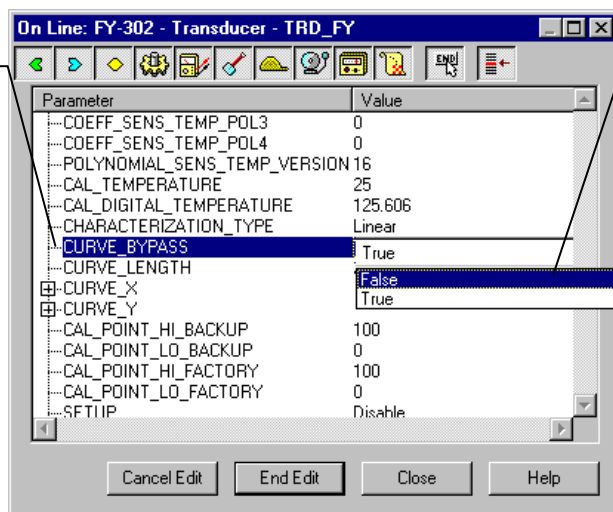 On Line: FY-302 - Transducer - TRD_FY
END
Parameter Value
COEFF_SENS_TEMP_POL3 0
COEFF_SENS_TEMP_POL4 0
POLYNOMIAL_SENS_TEMP_VERSION 16
CAL_TEMPERATURE 25
CAL_DIGITAL_TEMPERATURE 125.606
CHARACTERIZATION_TYPE Linear
CURVE_BYPASS True
CURVE_LENGTH
False
CURVE_X
True
CURVE_Y
CAL_POINT_HI_BACKUP 100
CAL_POINT_LO_BACKUP 0
CAL_POINT_HI_FACTORY 100
CAL_POINT_LO_FACTORY 0
SETUP Disable
Cancel Edit End Edit Close Help